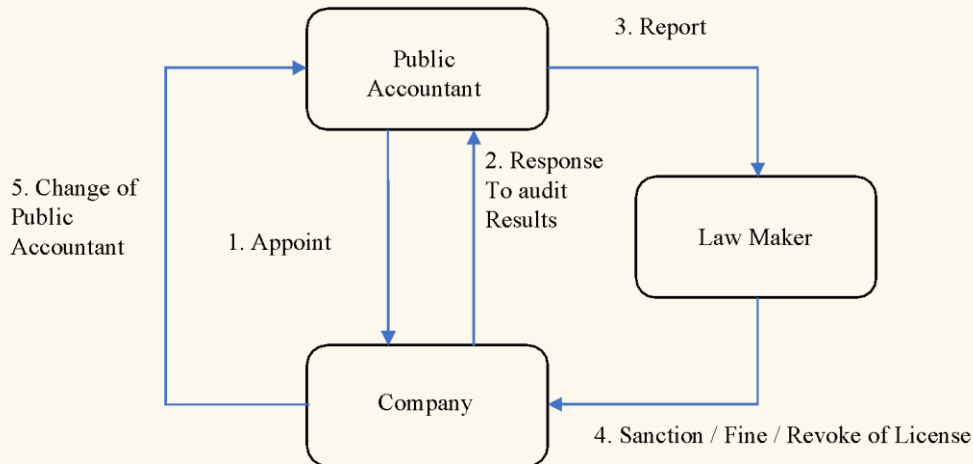 3. Report
Public
Accountant
2. Response
To audit
Results
5. Change of
Public
Accountant
1. Appoint
Law Maker
Company
4. Sanction / Fine / Revoke of License